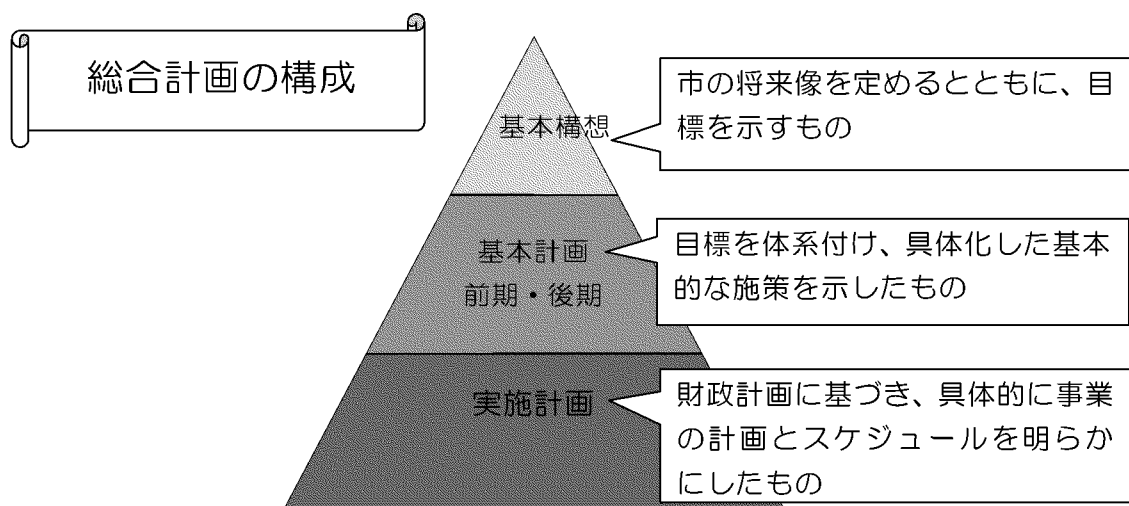 総合計画の構成
基本構想
市の将来像を定めるとともに、目
標を示すもの
基本計画
前期・後期
目標を体系付け、具体化した基本
的な施策を示したもの
実施計画
財政計画に基づき、具体的に事業
の計画とスケジュールを明らか
にしたもの